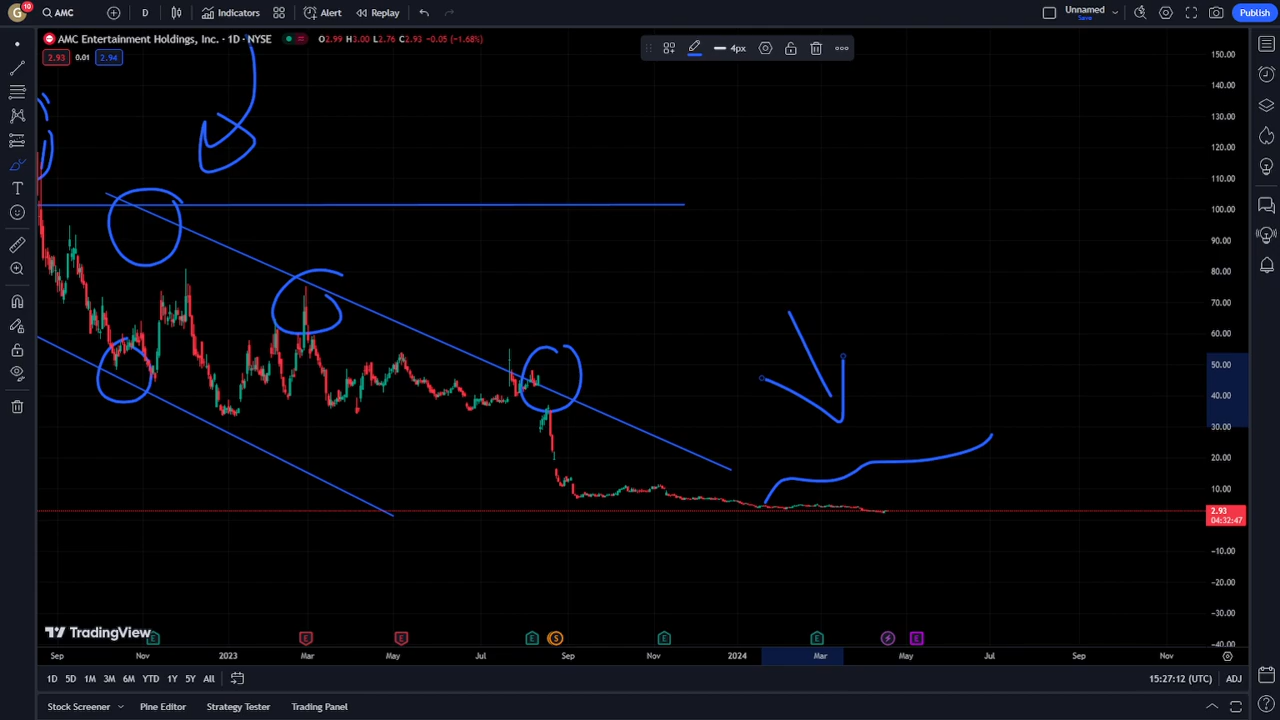 G 10 AMC D Indicators Alert Replay Unnamed Save Publish
AMC Entertainment Holdings, Inc. · 1D · NYSE O2.99 H3.00 L2.76 C2.93 -0.05 (-1.68%)
2.93 0.01 2.94
4px
150.00
140.00
130.00
120.00
110.00
100.00
90.00
80.00
70.00
60.00
50.00
40.00
30.00
20.00
10.00
2.93
04:32:47
-10.00
-20.00
-30.00
-40.00
TradingView
E E E E S E E E
Sep Nov 2023 Mar May Jul Sep Nov 2024 Mar May Jul Sep Nov
1D 5D 1M 3M 6M YTD 1Y 5Y All 15:27:12 (UTC) ADJ
Stock Screener Pine Editor Strategy Tester Trading Panel